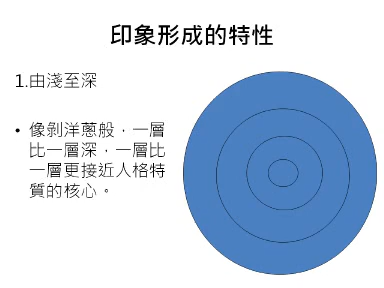 印象形成的特性
1.由淺至深
• 像剝洋蔥般，一層
比一層深，一層比
一層更接近人格特
質的核心。